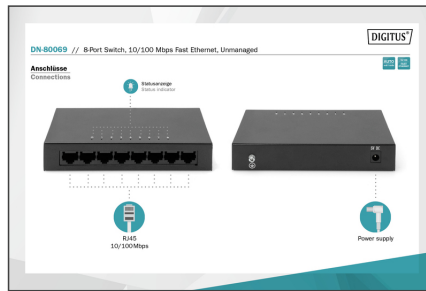 DIGITUS®
DN-80069 // 8-Port Switch, 10/100 Mbps Fast Ethernet, Unmanaged
Anschlüsse
Connections
AUTO
Statusanzeige
Status indicator
RJ45
10/100Mbps
Power supply